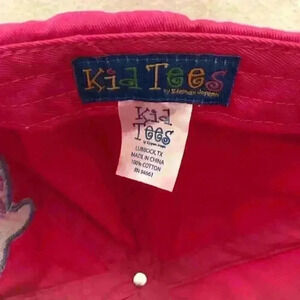 Kid Tees
Kid
Tees
LUBBOCK, TX
MADE IN CHINA
100% COTTON